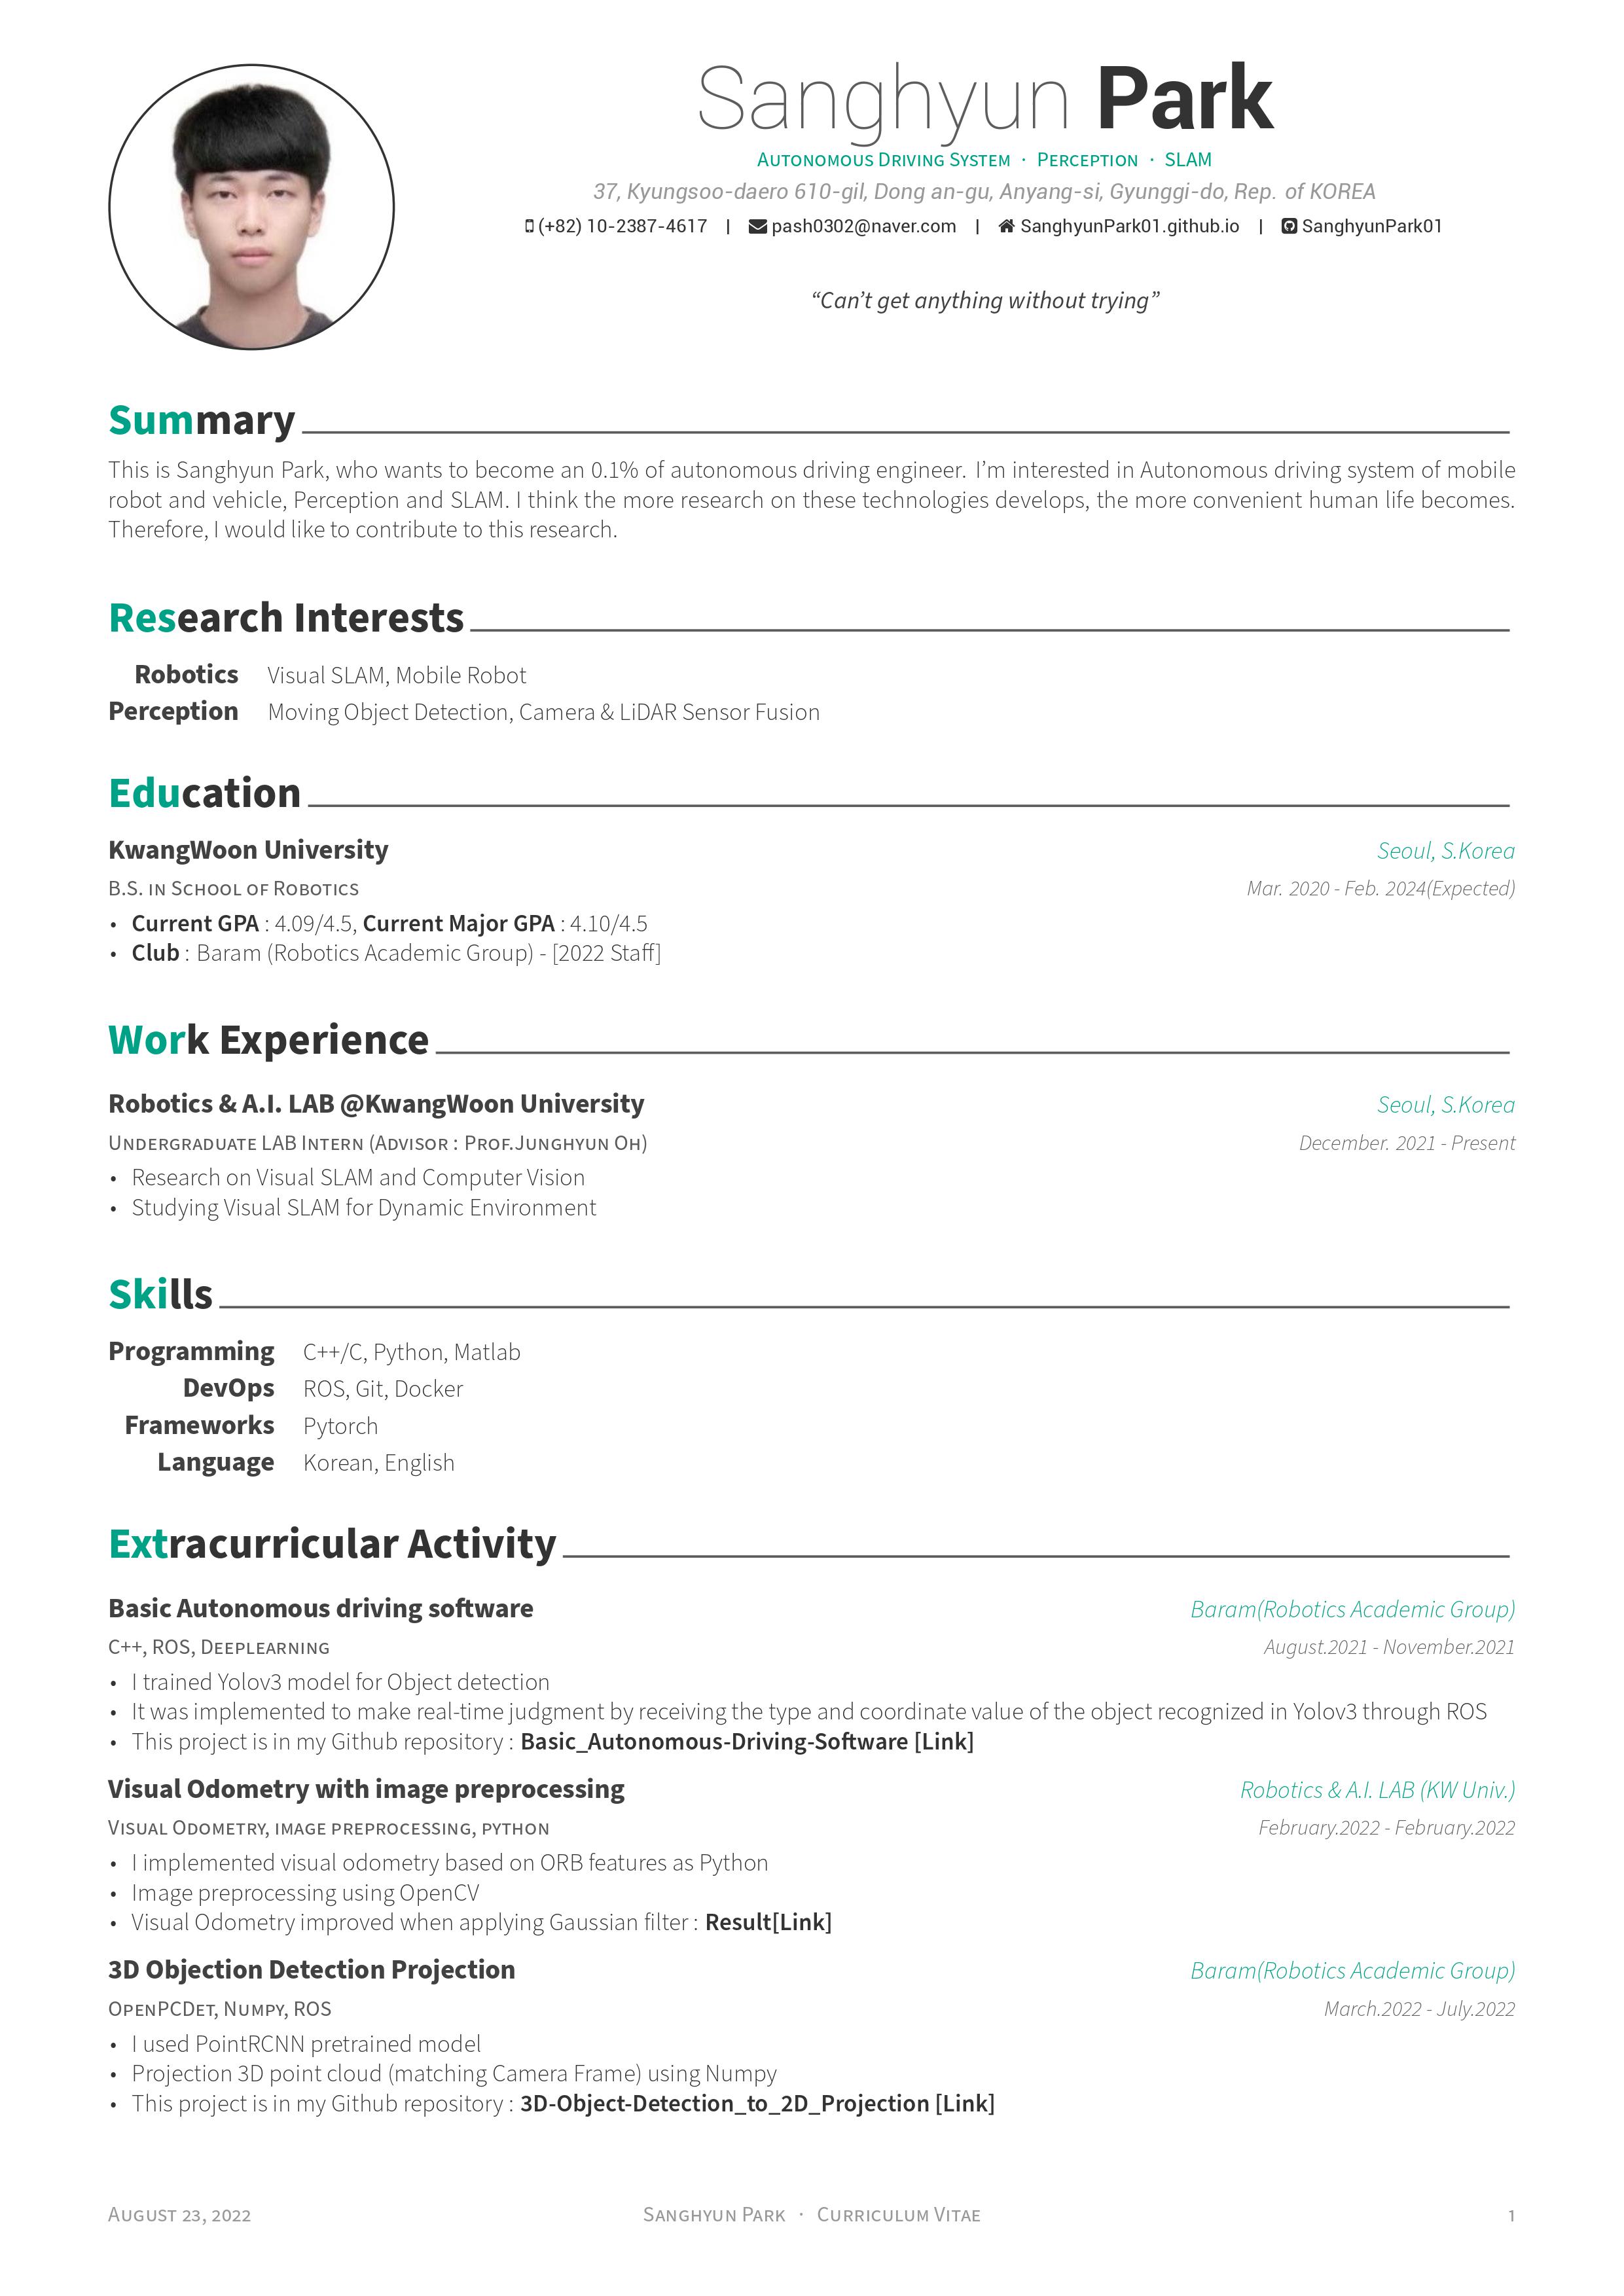 Sanghyun Park
Autonomous Driving System · Perception · SLAM
37, Kyungsoo-daero 610-gil, Dong an-gu, Anyang-si, Gyunggi-do, Rep. of KOREA
(+82) 10-2387-4617 | pash0302@naver.com | SanghyunPark01.github.io | SanghyunPark01
“Can’t get anything without trying”
Summary
This is Sanghyun Park, who wants to become an 0.1% of autonomous driving engineer. I’m interested in Autonomous driving system of mobile
robot and vehicle, Perception and SLAM. I think the more research on these technologies develops, the more convenient human life becomes.
Therefore, I would like to contribute to this research.
Research Interests
Robotics Visual SLAM, Mobile Robot
Perception Moving Object Detection, Camera & LiDAR Sensor Fusion
Education
KwangWoon University Seoul, S.Korea
B.S. in School of Robotics Mar. 2020 - Feb. 2024(Expected)
• Current GPA : 4.09/4.5, Current Major GPA : 4.10/4.5
• Club : Baram (Robotics Academic Group) - [2022 Staff]
Work Experience
Robotics & A.I. LAB @KwangWoon University Seoul, S.Korea
Undergraduate LAB Intern (Advisor : Prof.Junghyun Oh) December. 2021 - Present
• Research on Visual SLAM and Computer Vision
• Studying Visual SLAM for Dynamic Environment
Skills
Programming C++/C, Python, Matlab
DevOps ROS, Git, Docker
Frameworks Pytorch
Language Korean, English
Extracurricular Activity
Basic Autonomous driving software Baram(Robotics Academic Group)
C++, ROS, Deeplearning August.2021 - November.2021
• I trained Yolov3 model for Object detection
• It was implemented to make real-time judgment by receiving the type and coordinate value of the object recognized in Yolov3 through ROS
• This project is in my Github repository : Basic_Autonomous-Driving-Software [Link]
Visual Odometry with image preprocessing Robotics & A.I. LAB (KW Univ.)
Visual Odometry, image preprocessing, python February.2022 - February.2022
• I implemented visual odometry based on ORB features as Python
• Image preprocessing using OpenCV
• Visual Odometry improved when applying Gaussian filter : Result[Link]
3D Objection Detection Projection Baram(Robotics Academic Group)
OpenPCDet, Numpy, ROS March.2022 - July.2022
• I used PointRCNN pretrained model
• Projection 3D point cloud (matching Camera Frame) using Numpy
• This project is in my Github repository : 3D-Object-Detection_to_2D_Projection [Link]
August 23, 2022 Sanghyun Park · Curriculum Vitae 1